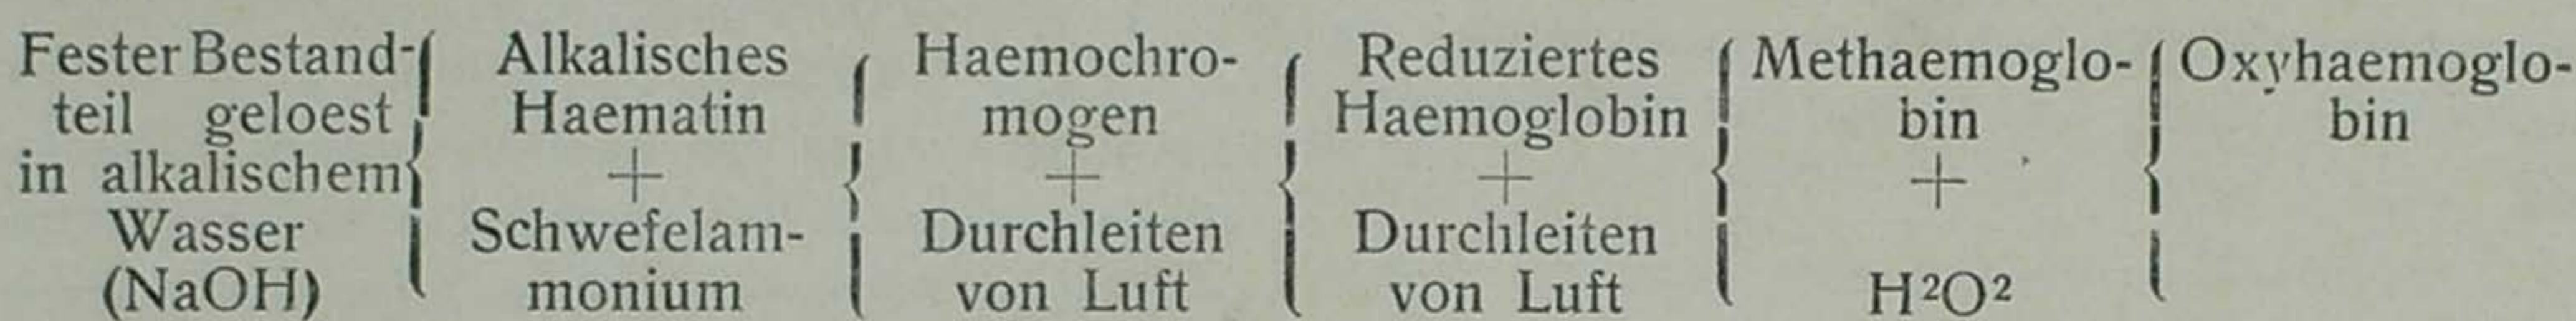 Fester Bestand-
teil geloest
in alkalischem
Wasser
(NaOH)
Alkalisches
Haematin
+
Schwefelam-
monium
Haemochro-
mogen
+
Durchleiten
von Luft
Reduziertes
Haemoglobin
+
Durchleiten
von Luft
Methaemoglo-
bin
+
H²O²
Oxyhaemoglo-
bin